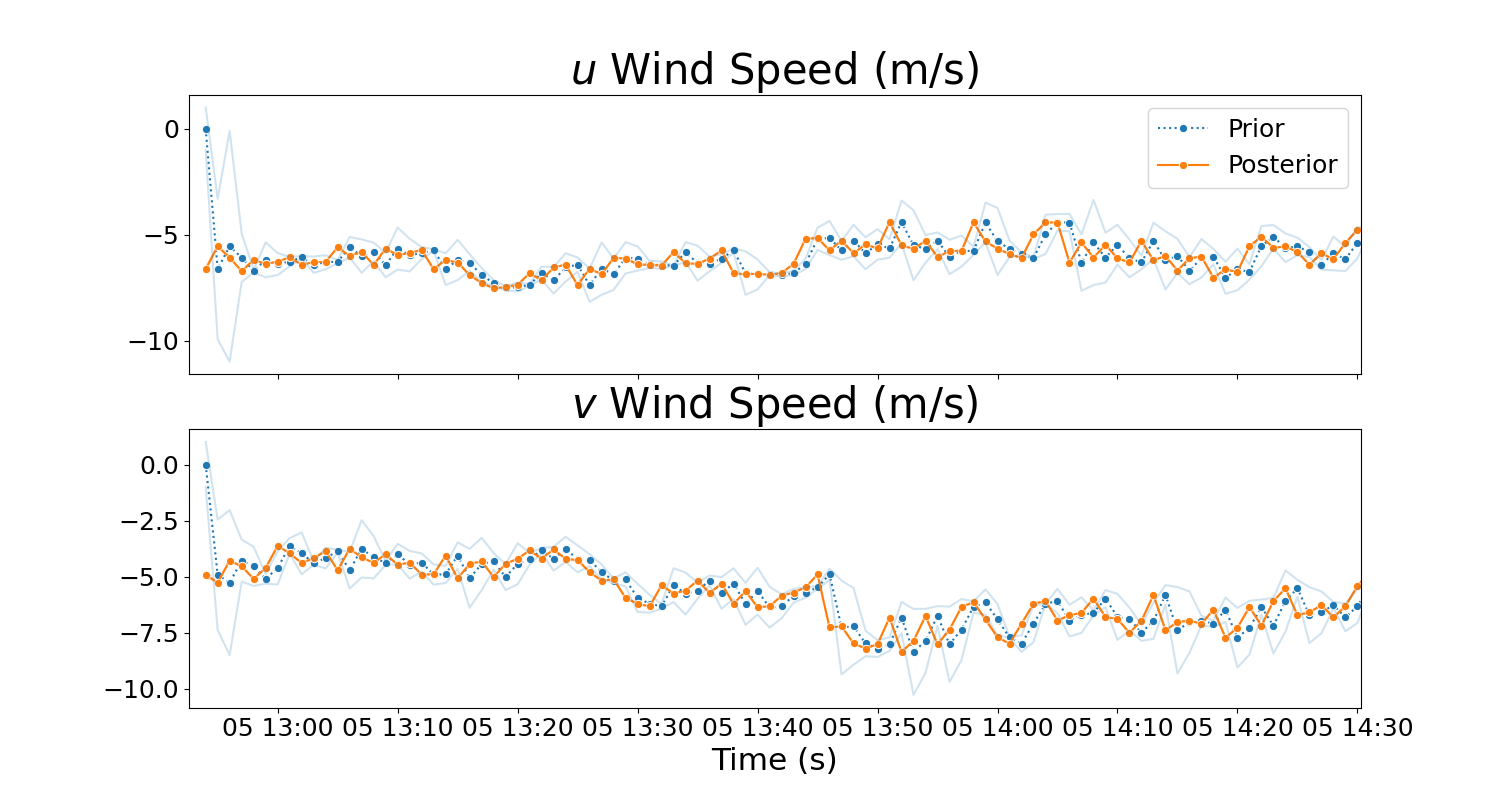 u Wind Speed (m/s)
0
−5
−10
Prior
Posterior
v Wind Speed (m/s)
0.0
−2.5
−5.0
−7.5
−10.0
05 13:00 05 13:10 05 13:20 05 13:30 05 13:40 05 13:50 05 14:00 05 14:10 05 14:20 05 14:30
Time (s)